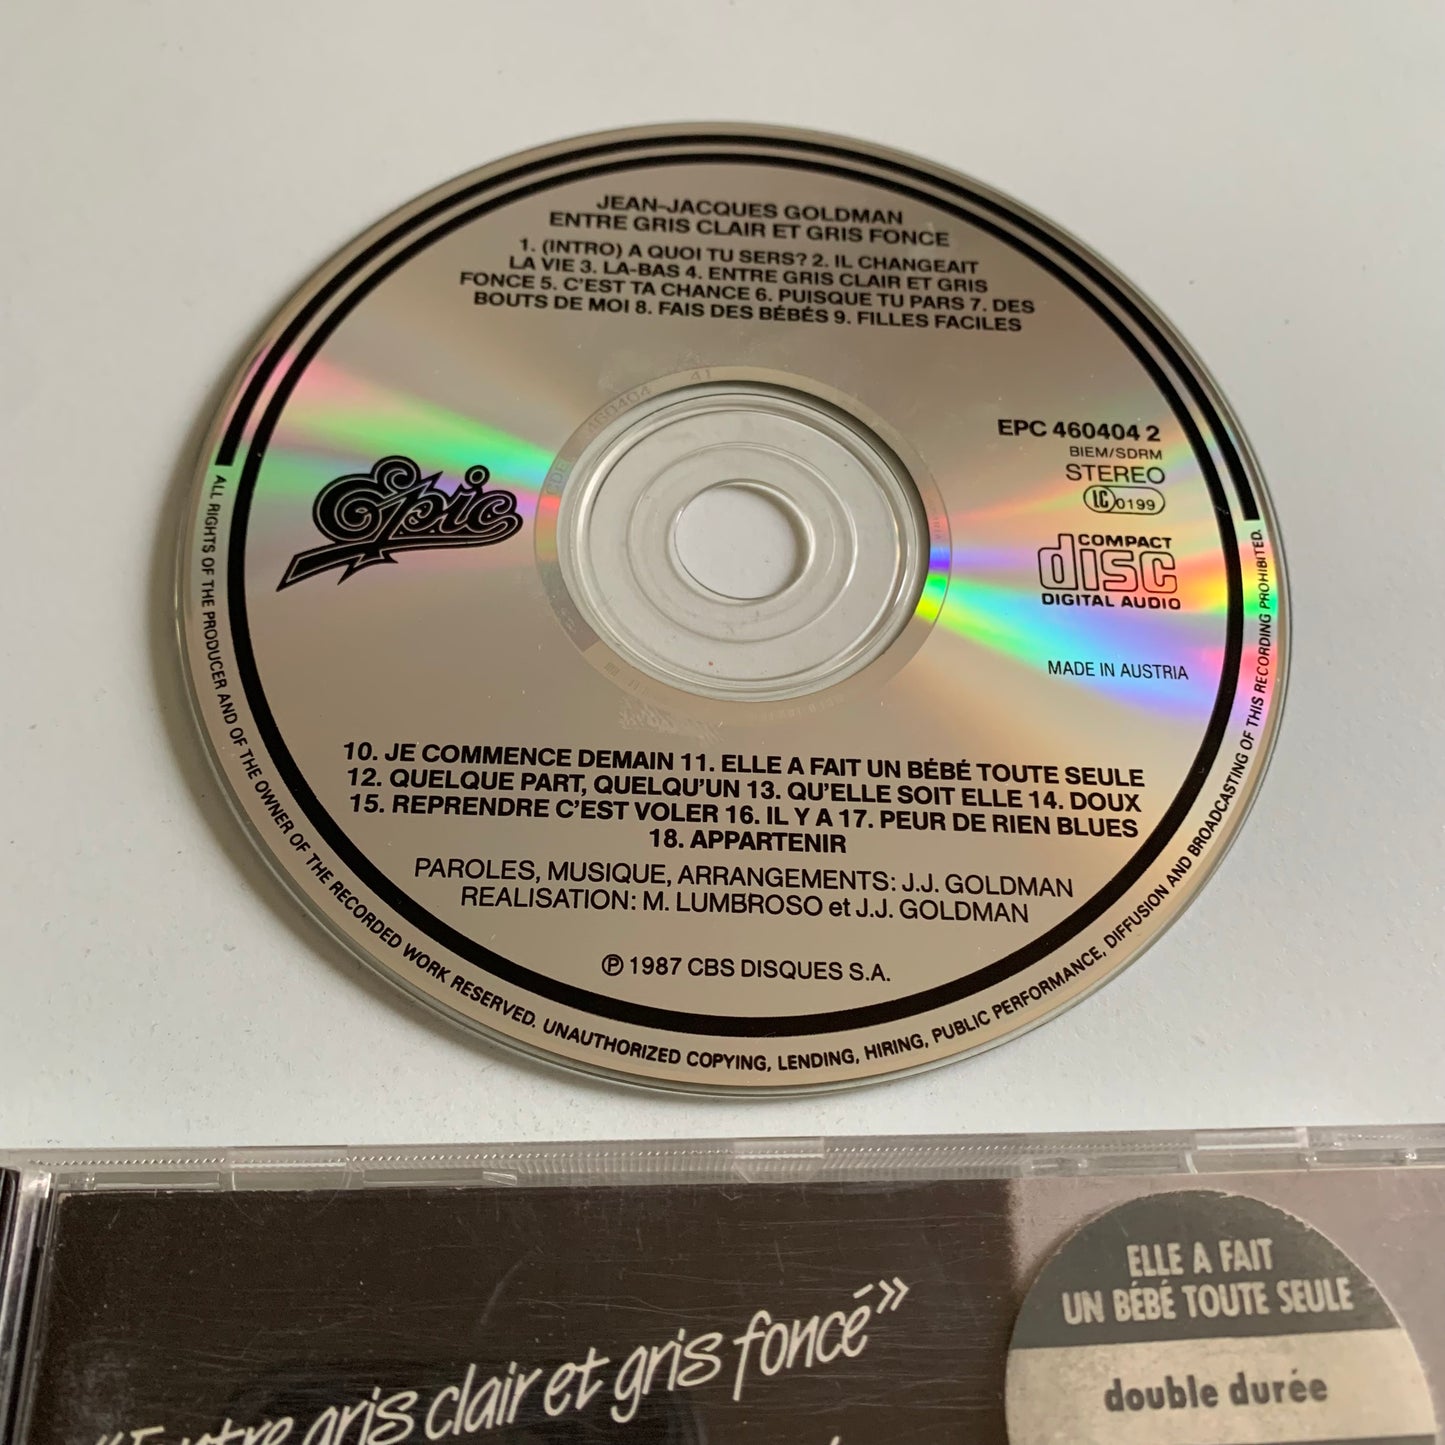 JEAN-JACQUES GOLDMAN
ENTRE GRIS CLAIR ET GRIS FONCE
1. (INTRO) A QUOI TU SERS? 2. IL CHANGEAIT
LA VIE 3. LA-BAS 4. ENTRE GRIS CLAIR ET GRIS
FONCE 5. C'EST TA CHANCE 6. PUISQUE TU PARS 7. DES
BOUTS DE MOI 8. FAIS DES BÉBÉS 9. FILLES FACILES
CDEPC 460404 41
Epic
EPC 460404 2
BIEM/SDRM
STEREO
LC 0199
COMPACT
disc
DIGITAL AUDIO
MADE IN AUSTRIA
10. JE COMMENCE DEMAIN 11. ELLE A FAIT UN BÉBÉ TOUTE SEULE
12. QUELQUE PART, QUELQU'UN 13. QU'ELLE SOIT ELLE 14. DOUX
15. REPRENDRE C'EST VOLER 16. IL Y A 17. PEUR DE RIEN BLUES
18. APPARTENIR
PAROLES, MUSIQUE, ARRANGEMENTS: J.J. GOLDMAN
REALISATION: M. LUMBROSO et J.J. GOLDMAN
℗ 1987 CBS DISQUES S.A.
ALL RIGHTS OF THE PRODUCER AND OF THE OWNER OF THE RECORDED WORK RESERVED. UNAUTHORIZED COPYING, LENDING, HIRING, PUBLIC PERFORMANCE, DIFFUSION AND BROADCASTING OF THIS RECORDING PROHIBITED.
«Entre gris clair et gris foncé»
ELLE A FAIT
UN BÉBÉ TOUTE SEULE
double durée